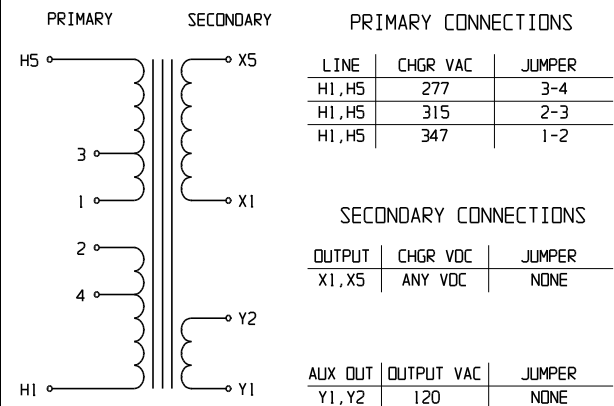 PRIMARY SECONDARY
H5 X5
3
1 X1
2
4
Y2
H1 Y1
PRIMARY CONNECTIONS
LINE CHGR VAC JUMPER
H1,H5 277 3-4
H1,H5 315 2-3
H1,H5 347 1-2
SECONDARY CONNECTIONS
OUTPUT CHGR VDC JUMPER
X1,X5 ANY VDC NONE
AUX OUT OUTPUT VAC JUMPER
Y1,Y2 120 NONE